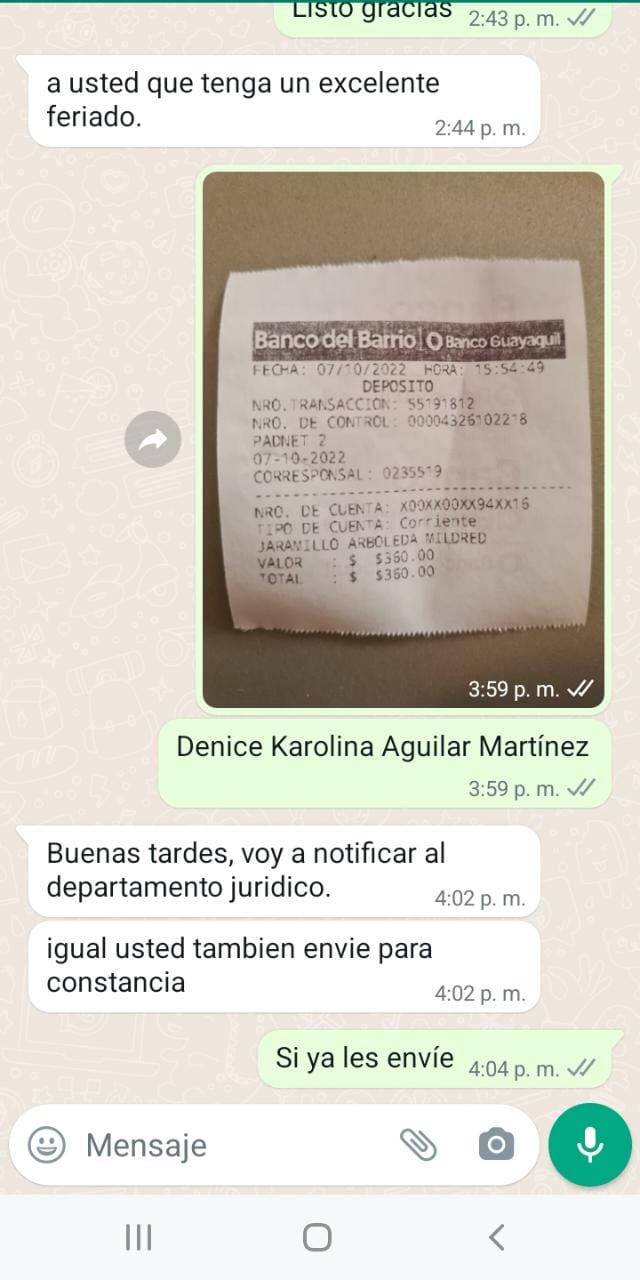 Listo gracias 2:43 p. m.
a usted que tenga un excelente
feriado.
2:44 p. m.
Banco del Barrio | Banco Guayaquil
FECHA: 07/10/2022 HORA: 15:54:49
DEPOSITO
NRO.TRANSACCION: 55191812
NRO. DE CONTROL: 00004326102218
PADNET 2
07-10-2022
CORRESPONSAL: 0235519
NRO. DE CUENTA: X00XX00XX94XX16
TIPO DE CUENTA: Corriente
JARAMILLO ARBOLEDA MILDRED
VALOR : $ $360.00
TOTAL : $ $360.00
3:59 p. m.
Denice Karolina Aguilar Martínez
3:59 p. m.
Buenas tardes, voy a notificar al
departamento juridico.
4:02 p. m.
igual usted tambien envie para
constancia
4:02 p. m.
Si ya les envíe 4:04 p. m.
Mensaje